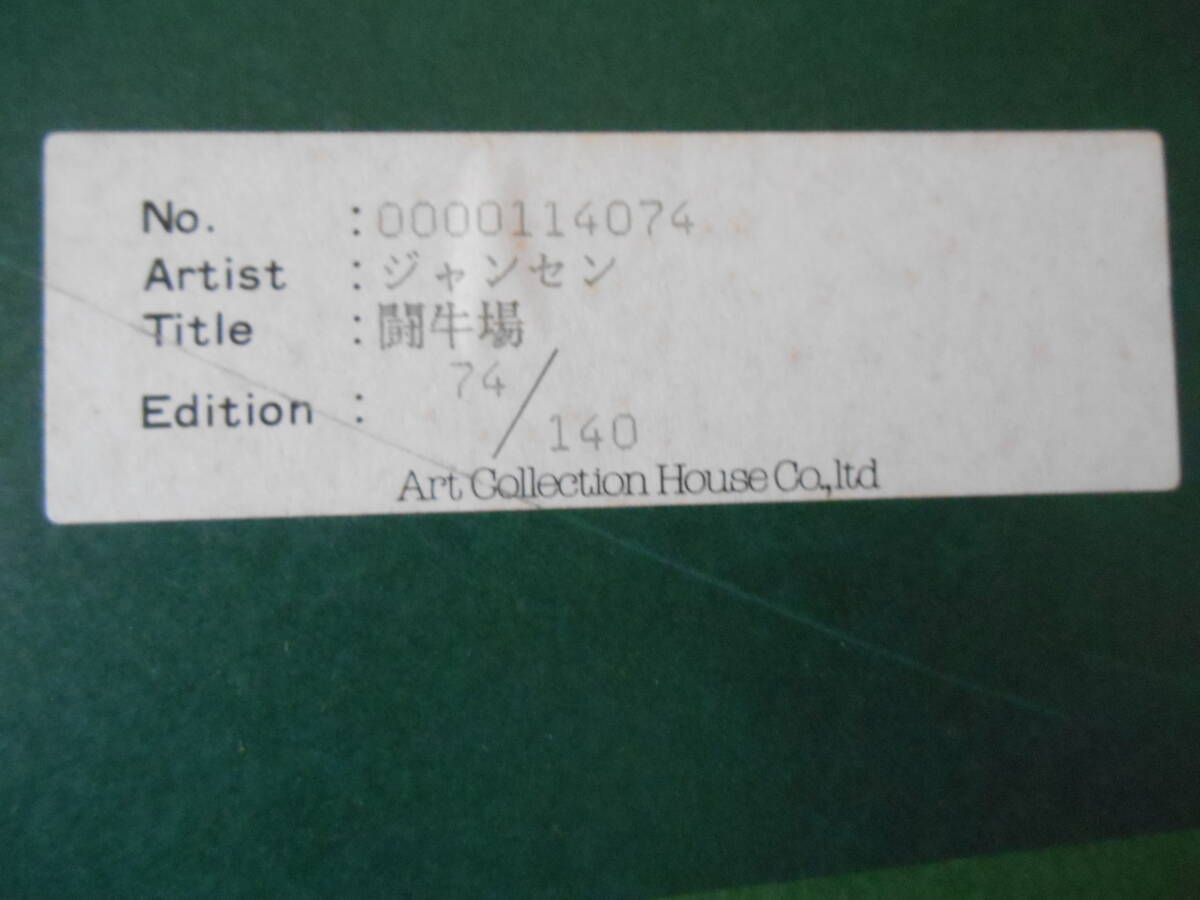 No. :0000114074
Artist :ジャンセン
Title :闘牛場
Edition : 74/140
Art Collection House Co.,ltd